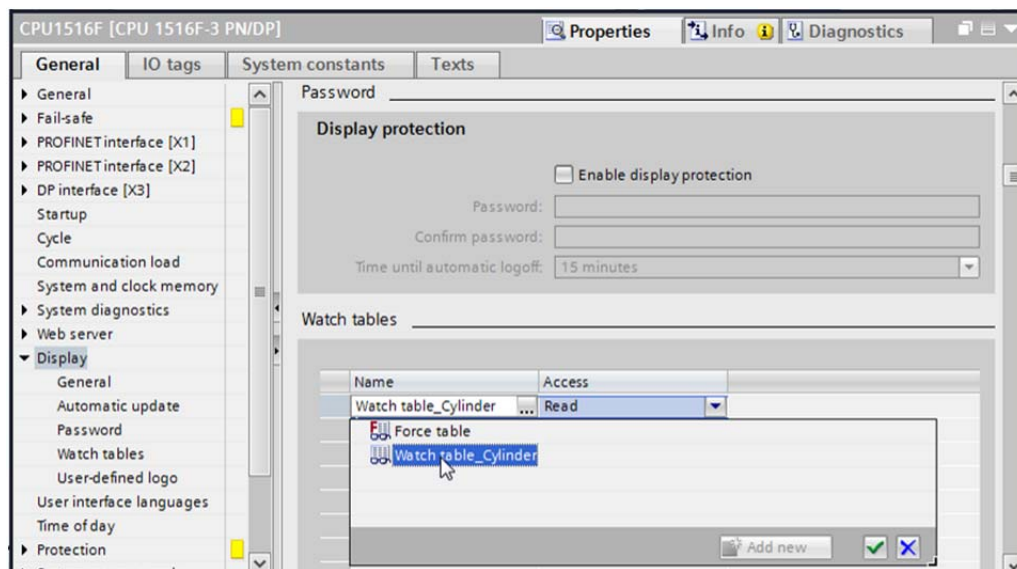 CPU1516F [CPU 1516F-3 PN/DP]
Properties
Info
Diagnostics
General
IO tags
System constants
Texts
General
Fail-safe
PROFINET interface [X1]
PROFINET interface [X2]
DP interface [X3]
Startup
Cycle
Communication load
System and clock memory
System diagnostics
Web server
Display
General
Automatic update
Password
Watch tables
User-defined logo
User interface languages
Time of day
Protection
Password
Display protection
Enable display protection
Password:
Confirm password:
Time until automatic logoff: 15 minutes
Watch tables
Name Access
Watch table_Cylinder ... Read
Force table
Watch table_Cylinder
Add new